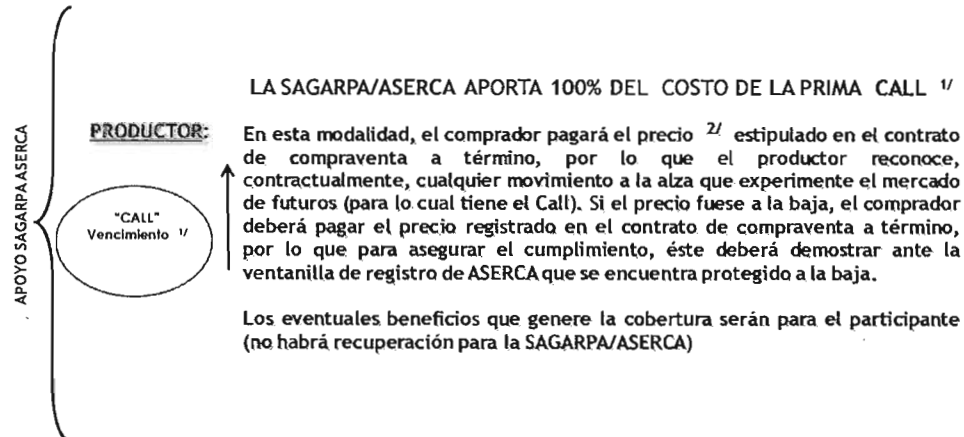 LA SAGARPA/ASERCA APORTA 100% DEL COSTO DE LA PRIMA CALL 1/
APOYO SAGARPA ASERCA
PRODUCTOR:
"CALL"
Vencimiento 1/
En esta modalidad, el comprador pagará el precio 2/ estipulado en el contrato
de compraventa a término, por lo que el productor reconoce,
contractualmente, cualquier movimiento a la alza que experimente el mercado
de futuros (para lo cual tiene el Call). Si el precio fuese a la baja, el comprador
deberá pagar el precio registrado en el contrato de compraventa a término,
por lo que para asegurar el cumplimiento, éste deberá demostrar ante la
ventanilla de registro de ASERCA que se encuentra protegido a la baja.
Los eventuales beneficios que genere la cobertura serán para el participante
(no habrá recuperación para la SAGARPA/ASERCA)